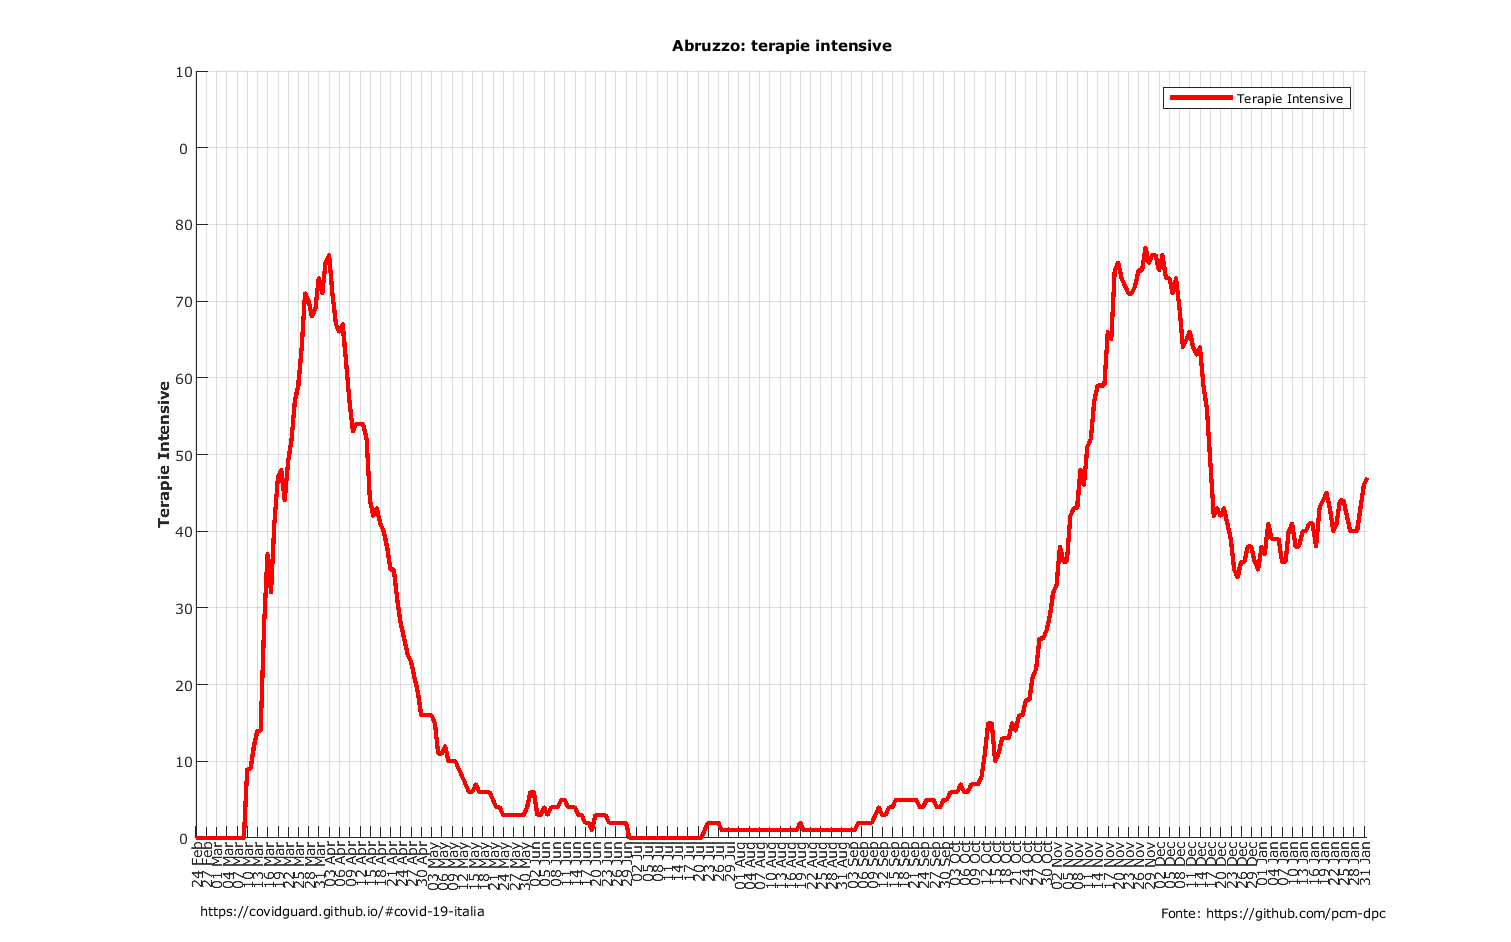 Abruzzo: terapie intensive
Terapie Intensive
Terapie Intensive
10
0
80
70
60
50
40
30
20
10
0
24 Feb
27 Feb
01 Mar
04 Mar
07 Mar
10 Mar
13 Mar
16 Mar
19 Mar
22 Mar
25 Mar
28 Mar
31 Mar
03 Apr
06 Apr
09 Apr
12 Apr
15 Apr
18 Apr
21 Apr
24 Apr
27 Apr
30 Apr
03 May
06 May
09 May
12 May
15 May
18 May
21 May
24 May
27 May
30 May
02 Jun
05 Jun
08 Jun
11 Jun
14 Jun
17 Jun
20 Jun
23 Jun
26 Jun
29 Jun
02 Jul
05 Jul
08 Jul
11 Jul
14 Jul
17 Jul
20 Jul
23 Jul
26 Jul
29 Jul
01 Aug
04 Aug
07 Aug
10 Aug
13 Aug
16 Aug
19 Aug
22 Aug
25 Aug
28 Aug
31 Aug
03 Sep
06 Sep
09 Sep
12 Sep
15 Sep
18 Sep
21 Sep
24 Sep
27 Sep
30 Sep
03 Oct
06 Oct
09 Oct
12 Oct
15 Oct
18 Oct
21 Oct
24 Oct
27 Oct
30 Oct
02 Nov
05 Nov
08 Nov
11 Nov
14 Nov
17 Nov
20 Nov
23 Nov
26 Nov
29 Nov
02 Dec
05 Dec
08 Dec
11 Dec
14 Dec
17 Dec
20 Dec
23 Dec
26 Dec
29 Dec
01 Jan
04 Jan
07 Jan
10 Jan
13 Jan
16 Jan
19 Jan
22 Jan
25 Jan
28 Jan
31 Jan
https://covidguard.github.io/#covid-19-italia
Fonte: https://github.com/pcm-dpc